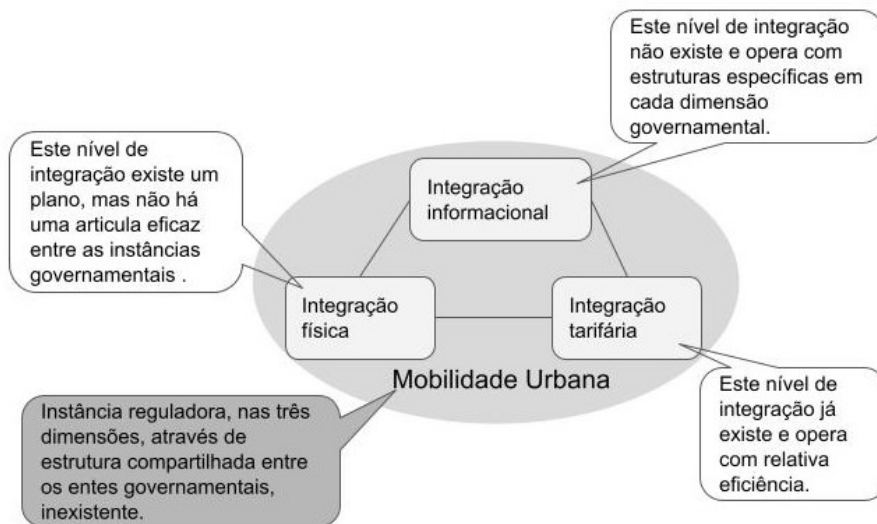 Este nível de integração
não existe e opera com
estruturas específicas em
cada dimensão
governamental.
Este nível de
integração existe um
plano, mas não há
uma articula eficaz
entre as instâncias
governamentais .
Integração
informacional
Integração
física
Integração
tarifária
Mobilidade Urbana
Este nível de
integração já
existe e opera
com relativa
eficiência.
Instância reguladora, nas três
dimensões, através de
estrutura compartilhada entre
os entes governamentais,
inexistente.